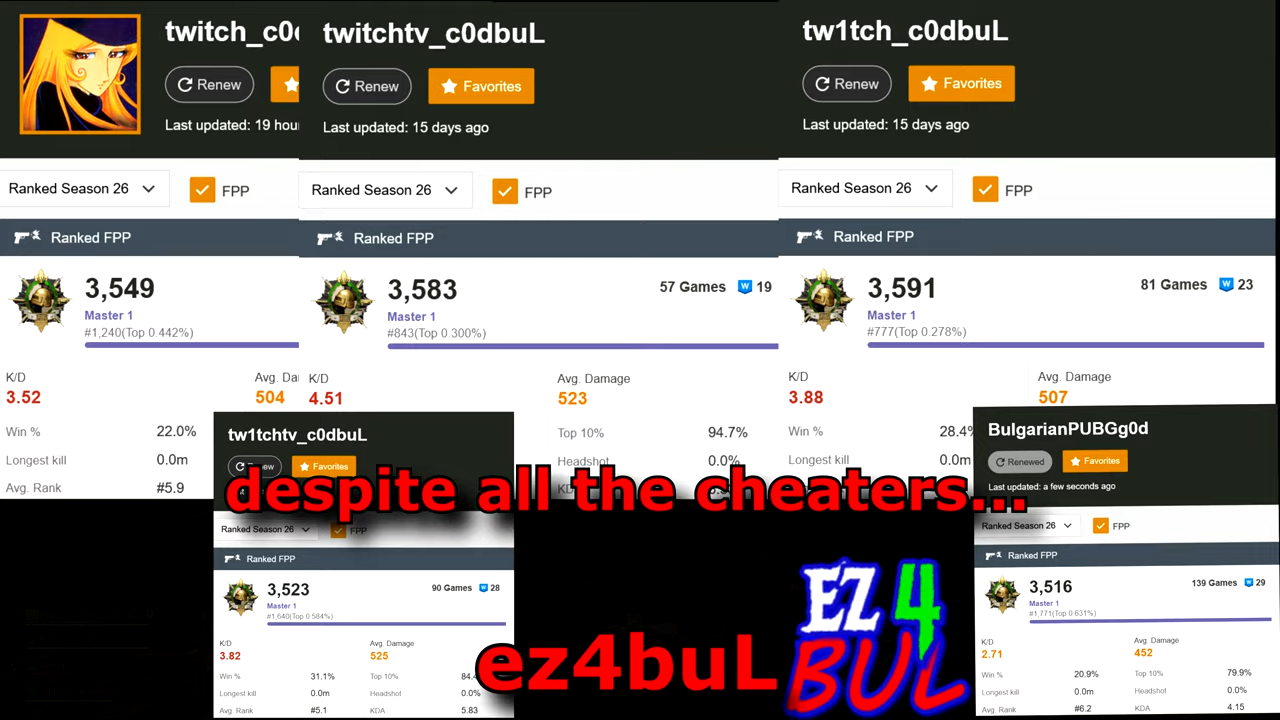 twitch_c0
Renew
Last updated: 19 hou
Ranked Season 26
FPP
Ranked FPP
3,549
Master 1
#1,240(Top 0.442%)
K/D
3.52
Avg. Da
504
Win %
22.0%
Longest kill
0.0m
Avg. Rank
#5.9
twitchtv_c0dbuL
Renew
Favorites
Last updated: 15 days ago
Ranked Season 26
FPP
Ranked FPP
3,583
57 Games
19
Master 1
#843(Top 0.300%)
K/D
4.51
Avg. Damage
523
Top 10%
94.7%
Headshot
0.0%
KD
tw1tch_c0dbuL
Renew
Favorites
Last updated: 15 days ago
Ranked Season 26
FPP
Ranked FPP
3,591
81 Games
23
Master 1
#777(Top 0.278%)
K/D
3.88
Avg. Damage
507
Win %
28.4%
Longest kill
0.0m
tw1tchtv_c0dbuL
Favorites
Ranked Season 26
FPP
Ranked FPP
3,523
90 Games
28
Master 1
#1,640(Top 0.584%)
K/D
3.82
Avg. Damage
525
Win %
31.1%
Top 10%
84.
Longest kill
0.0m
Headshot
0.0%
Avg. Rank
#5.1
KDA
5.83
BulgarianPUBGg0d
Renewed
Favorites
Last updated: a few seconds ago
Ranked Season 26
FPP
Ranked FPP
3,516
139 Games
29
Master 1
#1,771(Top 0.631%)
K/D
2.71
Avg. Damage
452
Win %
20.9%
Top 10%
79.9%
Longest kill
0.0m
Headshot
0.0%
Avg. Rank
#6.2
KDA
4.15
despite all the cheaters...
ez4buL
EZ 4
BUL